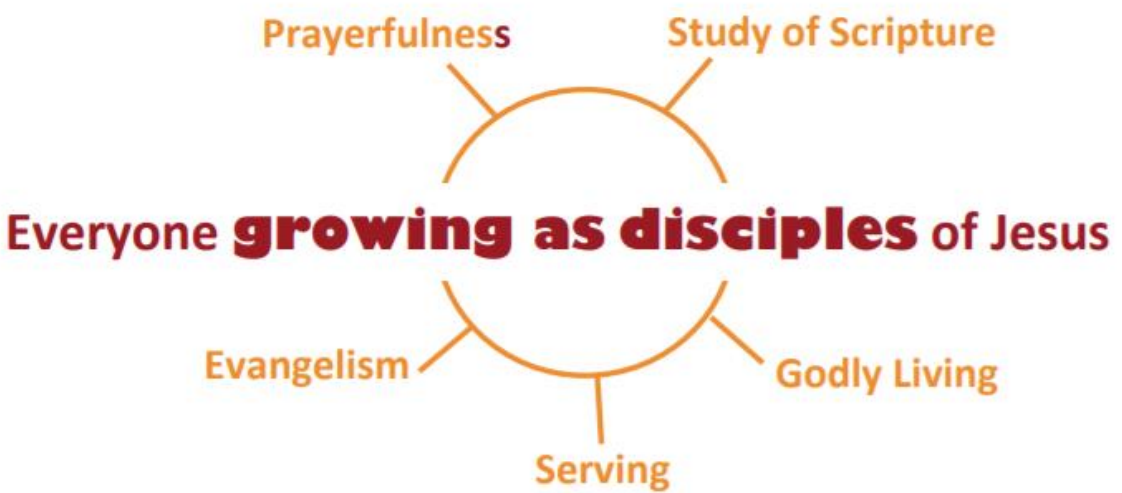 Prayerfulness
Study of Scripture
Everyone growing as disciples of Jesus
Evangelism
Godly Living
Serving